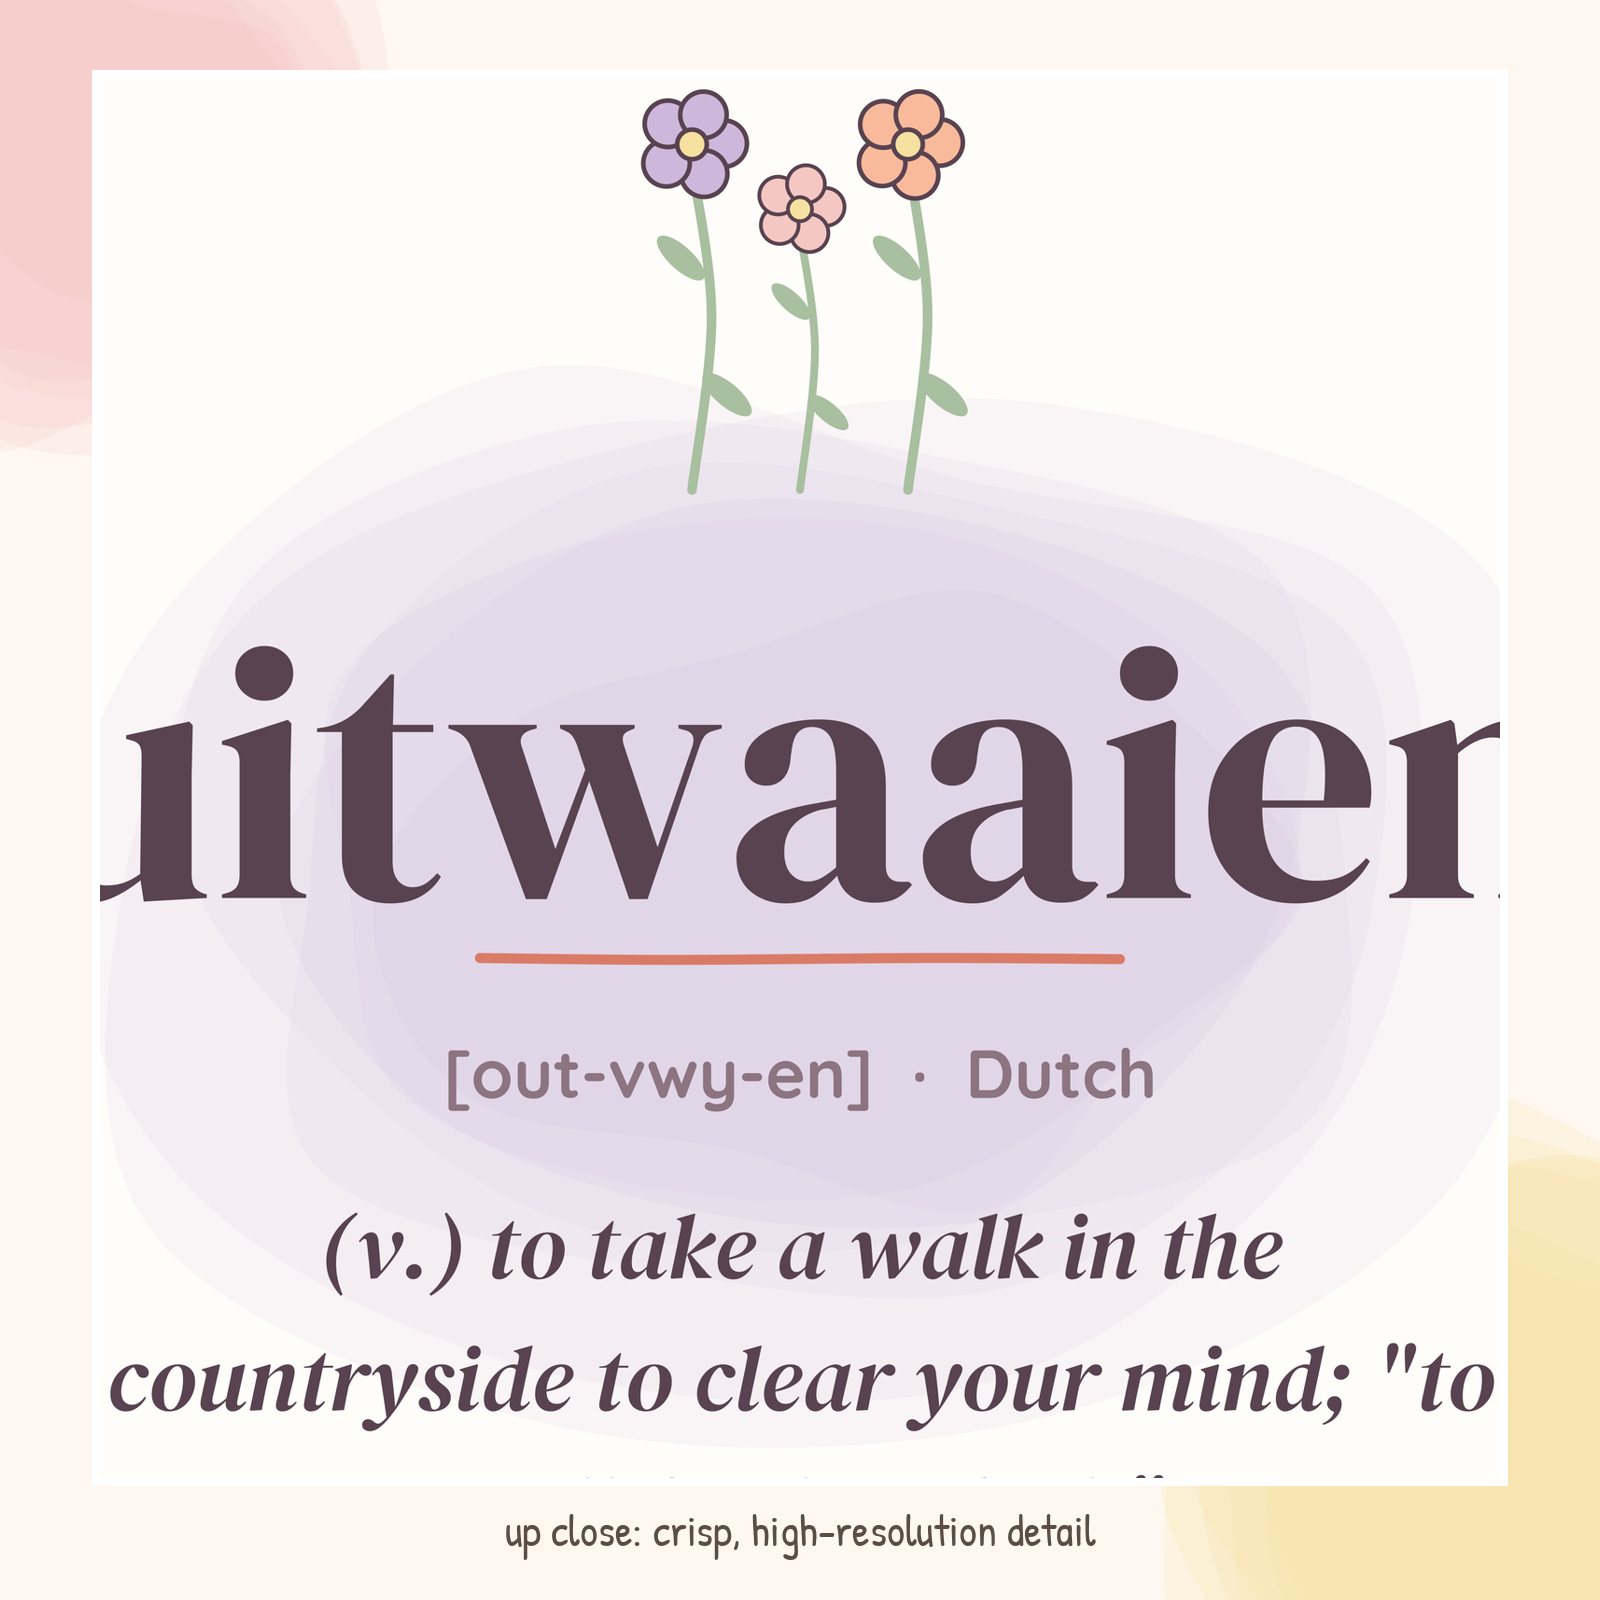 uitwaaien
[out-vwy-en] · Dutch
(v.) to take a walk in the
countryside to clear your mind; "to
up close: crisp, high-resolution detail